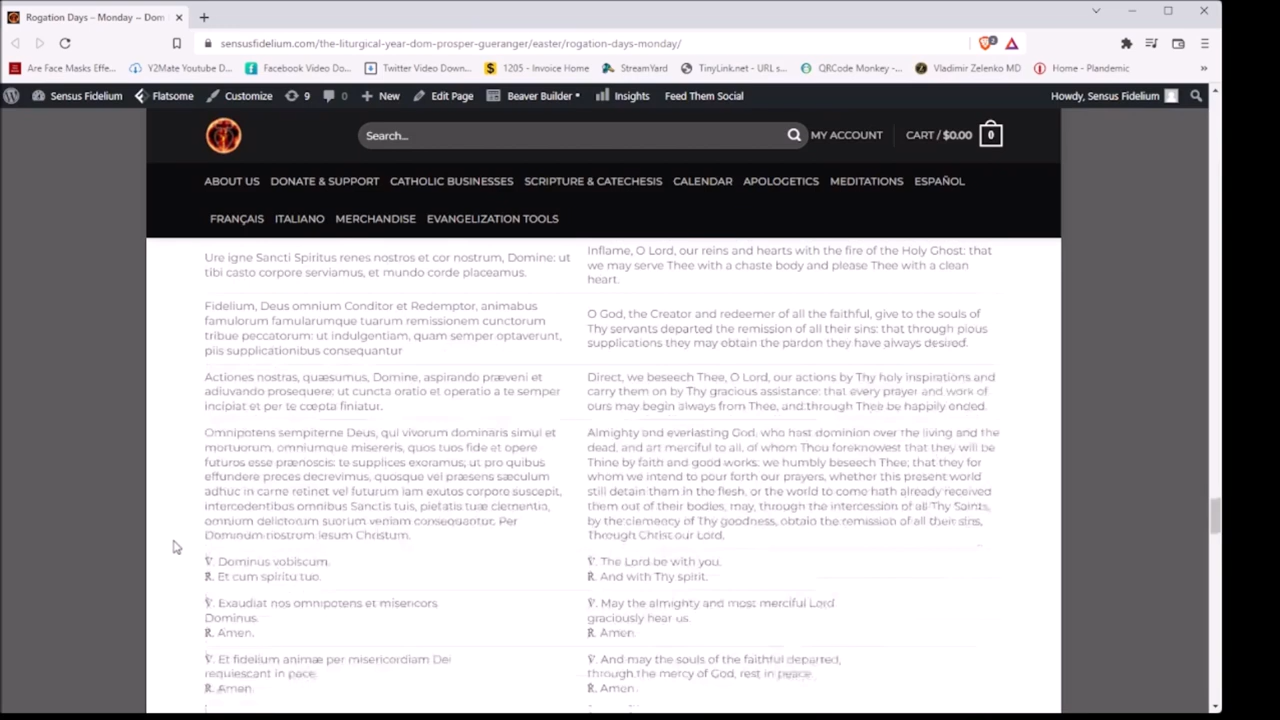 Rogation Days – Monday – Dom
sensusfidelium.com/the-liturgical-year-dom-prosper-gueranger/easter/rogation-days-monday/
2
Are Face Masks Effe... Y2Mate Youtube D... Facebook Video Do... Twitter Video Down... 1205 - Invoice Home StreamYard TinyLink.net - URL s... QRCode Monkey -... Vladimir Zelenko MD Home - Plandemic »
Sensus Fidelium Flatsome Customize 9 0 New Edit Page Beaver Builder Insights Feed Them Social Howdy, Sensus Fidelium
Search... MY ACCOUNT CART / $0.00 0
ABOUT US DONATE & SUPPORT CATHOLIC BUSINESSES SCRIPTURE & CATECHESIS CALENDAR APOLOGETICS MEDITATIONS ESPAÑOL
FRANÇAIS ITALIANO MERCHANDISE EVANGELIZATION TOOLS
Ure igne Sancti Spiritus renes nostros et cor nostrum, Domine: ut
tibi casto corpore serviamus, et mundo corde placeamus.
Inflame, O Lord, our reins and hearts with the fire of the Holy Ghost: that
we may serve Thee with a chaste body and please Thee with a clean
heart.
Fidelium, Deus omnium Conditor et Redemptor, animabus
famulorum famularumque tuarum remissionem cunctorum
tribue peccatorum: ut indulgentiam, quam semper optaverunt,
piis supplicationibus consequantur
O God, the Creator and redeemer of all the faithful, give to the souls of
Thy servants departed the remission of all their sins: that through pious
supplications they may obtain the pardon they have always desired.
Actiones nostras, quæsumus, Domine, aspirando præveni et
adiuvando prosequere: ut cuncta oratio et operatio a te semper
incipiat et per te cœpta finiatur.
Direct, we beseech Thee, O Lord, our actions by Thy holy inspirations and
carry them on by Thy gracious assistance: that every prayer and work of
ours may begin always from Thee, and through Thee be happily ended.
Omnipotens sempiterne Deus, qui vivorum dominaris simul et
mortuorum, omniumque misereris, quos tuos fide et opere
futuros esse prænoscis: te supplices exoramus; ut pro quibus
effundere preces decrevimus, quosque vel præsens sæculum
adhuc in carne retinet vel futurum iam exutos corpore suscepit,
intercedentibus omnibus Sanctis tuis, pietatis tuæ clementia,
omnium delictorum suorum veniam consequantur. Per
Dominum nostrum Iesum Christum.
Almighty and everlasting God, who hast dominion over the living and the
dead, and art merciful to all, of whom Thou foreknowest that they will be
Thine by faith and good works: we humbly beseech Thee; that they for
whom we intend to pour forth our prayers, whether this present world
still detain them in the flesh, or the world to come hath already received
them out of their bodies, may, through the intercession of all Thy Saints,
by the clemency of Thy goodness, obtain the remission of all their sins,
Through Christ our Lord.
℣. Dominus vobiscum.
℟. Et cum spiritu tuo.
℣. The Lord be with you.
℟. And with Thy spirit.
℣. Exaudiat nos omnipotens et misericors
Dominus.
℟. Amen.
℣. May the almighty and most merciful Lord
graciously hear us.
℟. Amen.
℣. Et fidelium animæ per misericordiam Dei
requiescant in pace.
℟. Amen.
℣. And may the souls of the faithful departed,
through the mercy of God, rest in peace.
℟. Amen.